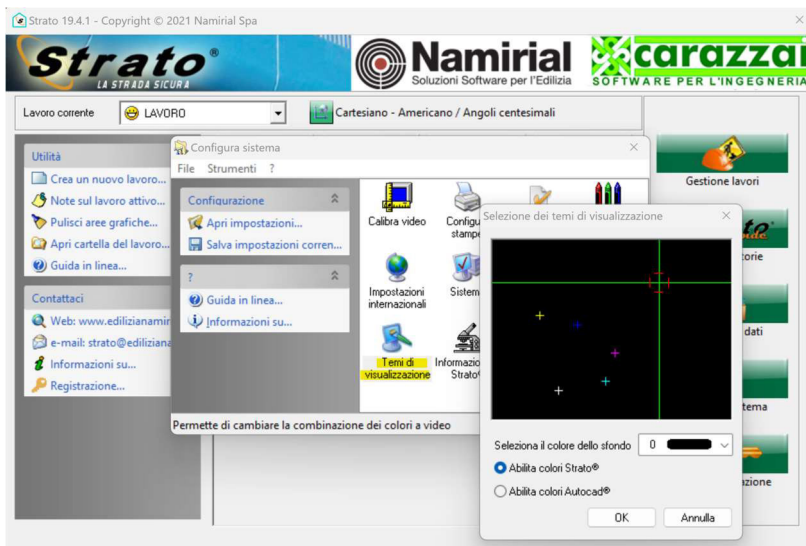 Strato 19.4.1 - Copyright © 2021 Namirial Spa
Strato®
LA STRADA SICURA
Namirial
Soluzioni Software per l'Edilizia
carazzai
SOFTWARE PER L'INGEGNERIA
Lavoro corrente
LAVORO
Cartesiano - Americano / Angoli centesimali
Utilità
Crea un nuovo lavoro...
Note sul lavoro attivo...
Pulisci aree grafiche...
Apri cartella del lavoro...
Guida in linea...
Contattaci
Web: www.edilizianamir
e-mail: strato@ediliziana
Informazioni su...
Registrazione...
Configura sistema
File Strumenti ?
Configurazione
Apri impostazioni...
Salva impostazioni corren...
?
Guida in linea...
Informazioni su...
Calibra video
Configu
stampe
Impostazioni
internazionali
Sistem
Temi di
visualizzazione
Informazio
Strato
Permette di cambiare la combinazione dei colori a video
Selezione dei temi di visualizzazione
Seleziona il colore dello sfondo
0
Abilita colori Strato®
Abilita colori Autocad®
OK
Annulla
Gestione lavori
orie
dati
tema
azione